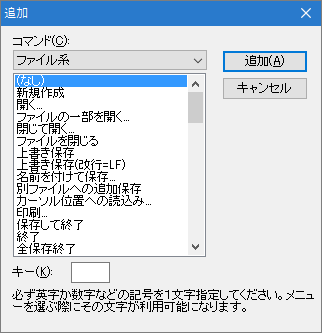 追加
コマンド(C):
ファイル系
追加(A)
キャンセル
(なし)
新規作成
開く...
ファイルの一部を開く...
閉じて開く...
ファイルを閉じる
上書き保存
上書き保存(改行=LF)
名前を付けて保存...
別ファイルへの追加保存
カーソル位置への読込み...
印刷...
保存して終了
終了
全保存終了
キー(K):
必ず英字か数字などの記号を1文字指定してください。メニュ
ーを選ぶ際にその文字が利用可能になります。